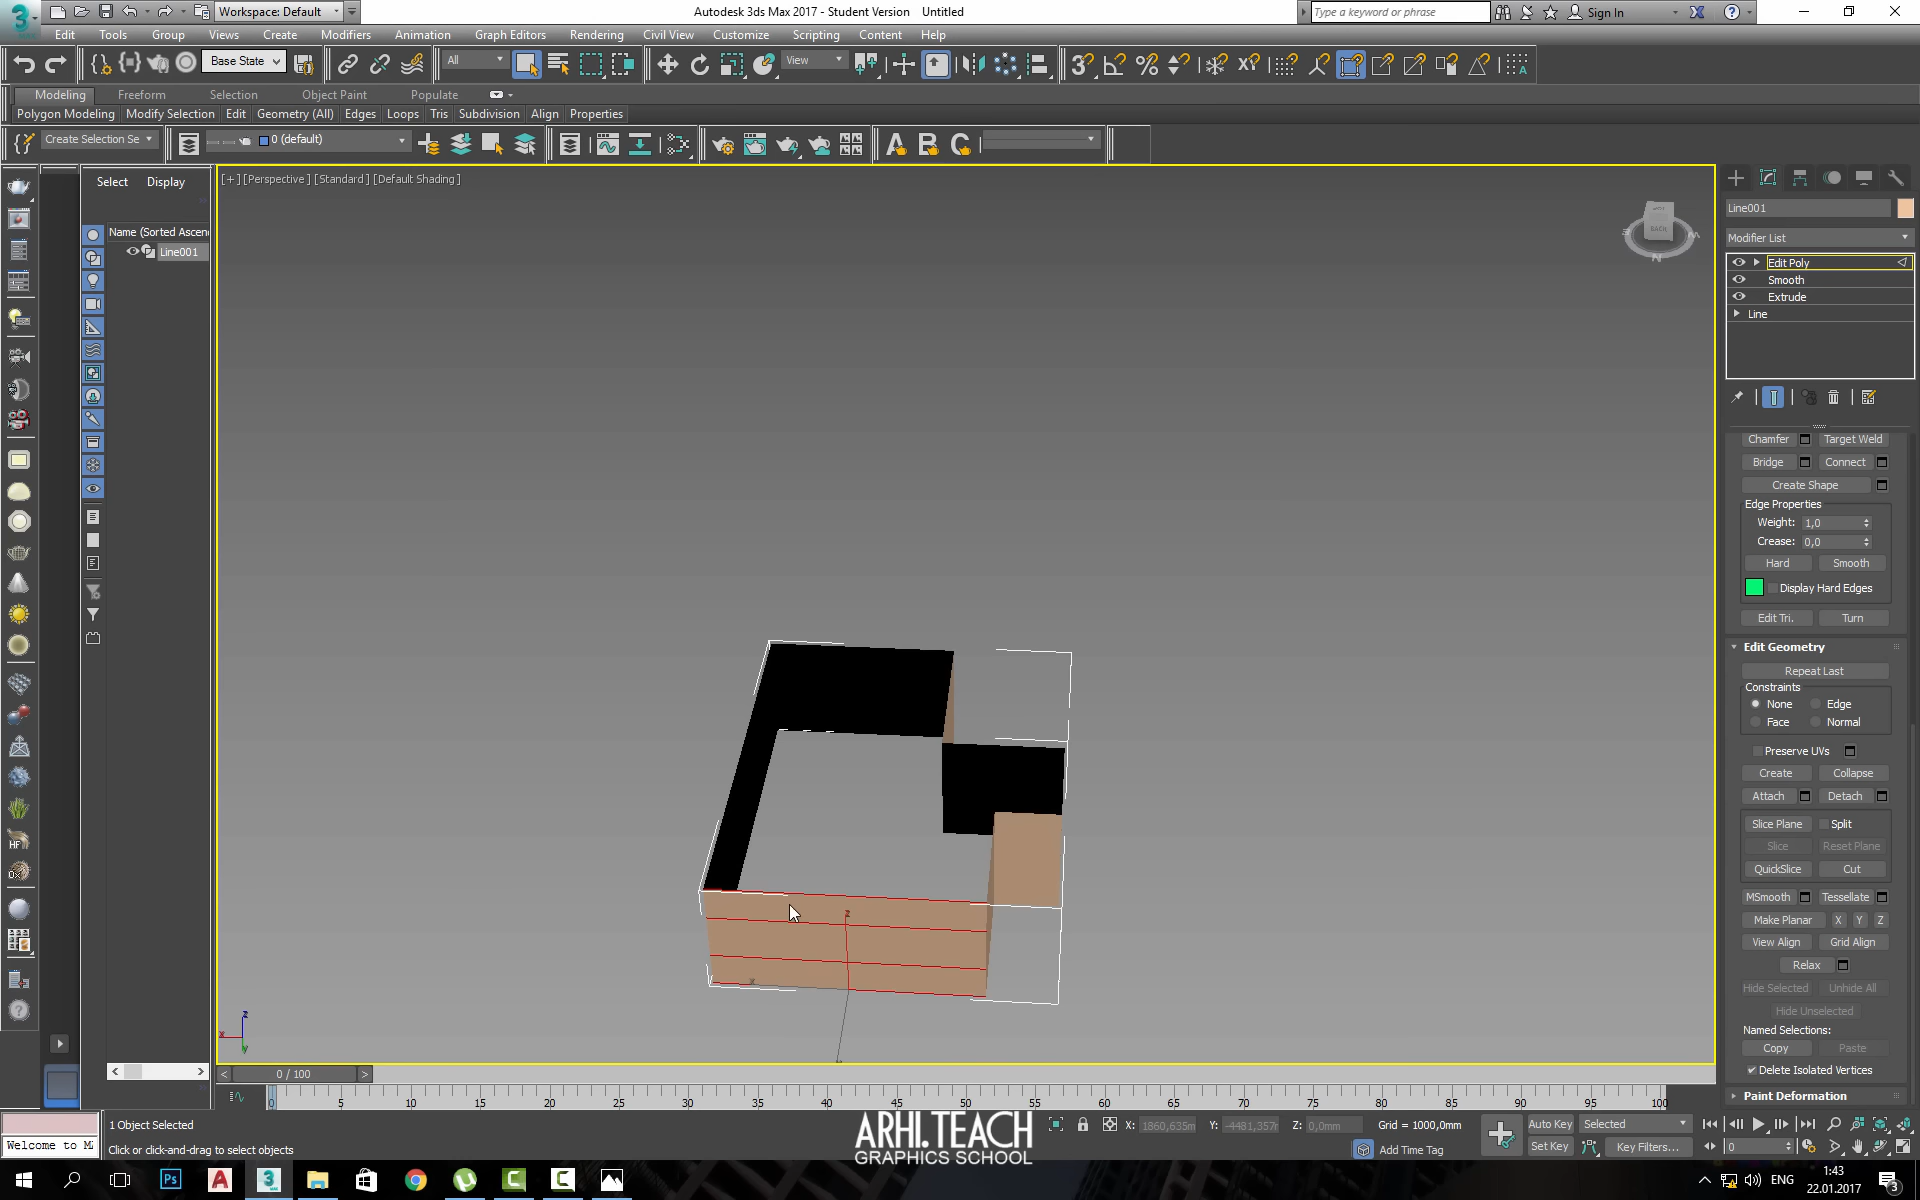 Workspace: Default
Autodesk 3ds Max 2017 - Student Version Untitled
Type a keyword or phrase
Sign In
Edit Tools Group Views Create Modifiers Animation Graph Editors Rendering Civil View Customize Scripting Content Help
Base State
All
View
Modeling Freeform Selection Object Paint Populate
Polygon Modeling Modify Selection Edit Geometry (All) Edges Loops Tris Subdivision Align Properties
Create Selection Se
0 (default)
Select Display
[+] [Perspective] [Standard] [Default Shading]
Name (Sorted Ascen
Line001
Line001
Modifier List
Edit Poly
Smooth
Extrude
Line
BACK
N
Chamfer Target Weld
Bridge Connect
Create Shape
Edge Properties
Weight: 1,0
Crease: 0,0
Hard Smooth
Display Hard Edges
Edit Tri. Turn
Edit Geometry
Repeat Last
Constraints
None Edge
Face Normal
Preserve UVs
Create Collapse
Attach Detach
Slice Plane Split
Slice Reset Plane
QuickSlice Cut
MSmooth Tessellate
Make Planar X Y Z
View Align Grid Align
Relax
Hide Selected Unhide All
Hide Unselected
Named Selections:
Copy Paste
Delete Isolated Vertices
Paint Deformation
z
x
z
x
y
0 / 100
0 5 10 15 20 25 30 35 40 45 50 55 60 65 70 75 80 85 90 95 100
1 Object Selected
Click or click-and-drag to select objects
Welcome to M
ARHI.TEACH
GRAPHICS SCHOOL
X: 1860,635m Y: -4481,357r Z: 0,0mm Grid = 1000,0mm
Add Time Tag
Auto Key Selected
Set Key Key Filters...
0
Ps
ENG
1:43
22.01.2017
3